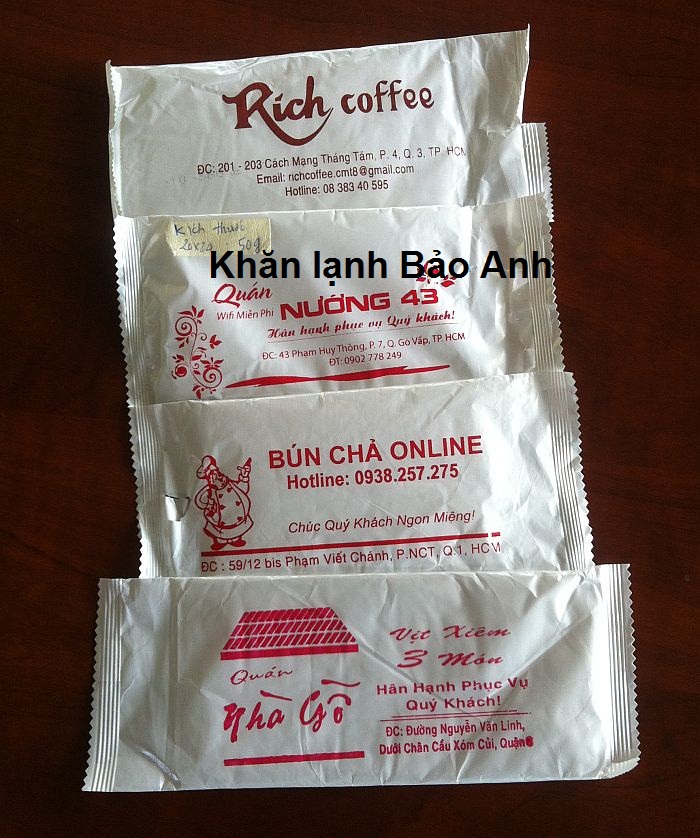 Rich coffee
ĐC: 201 - 203 Cách Mạng Tháng Tám, P. 4, Q. 3, TP HCM
Email: richcoffee.cmt8@gmail.com
Hotline: 08 383 40 595
Kích thước
20x20 50g
Khăn lạnh Bảo Anh
Quán
Wifi Miễn Phí
NƯỚNG 43
Hân hạnh phục vụ Quý khách!
ĐC: 43 Phạm Huy Thông, P. 7, Q. Gò Vấp, TP HCM
ĐT: 0902 778 249
BÚN CHẢ ONLINE
Hotline: 0938.257.275
Chúc Quý Khách Ngon Miệng!
ĐC : 59/12 bis Phạm Viết Chánh, P.NCT, Q.1, HCM
Quán
Nhà Gỗ
Vịt Xiêm
3 Món
Hân Hạnh Phục Vụ
Quý Khách!
ĐC: Đường Nguyễn Văn Linh,
Dưới Chân Cầu Xóm Củi, Quận